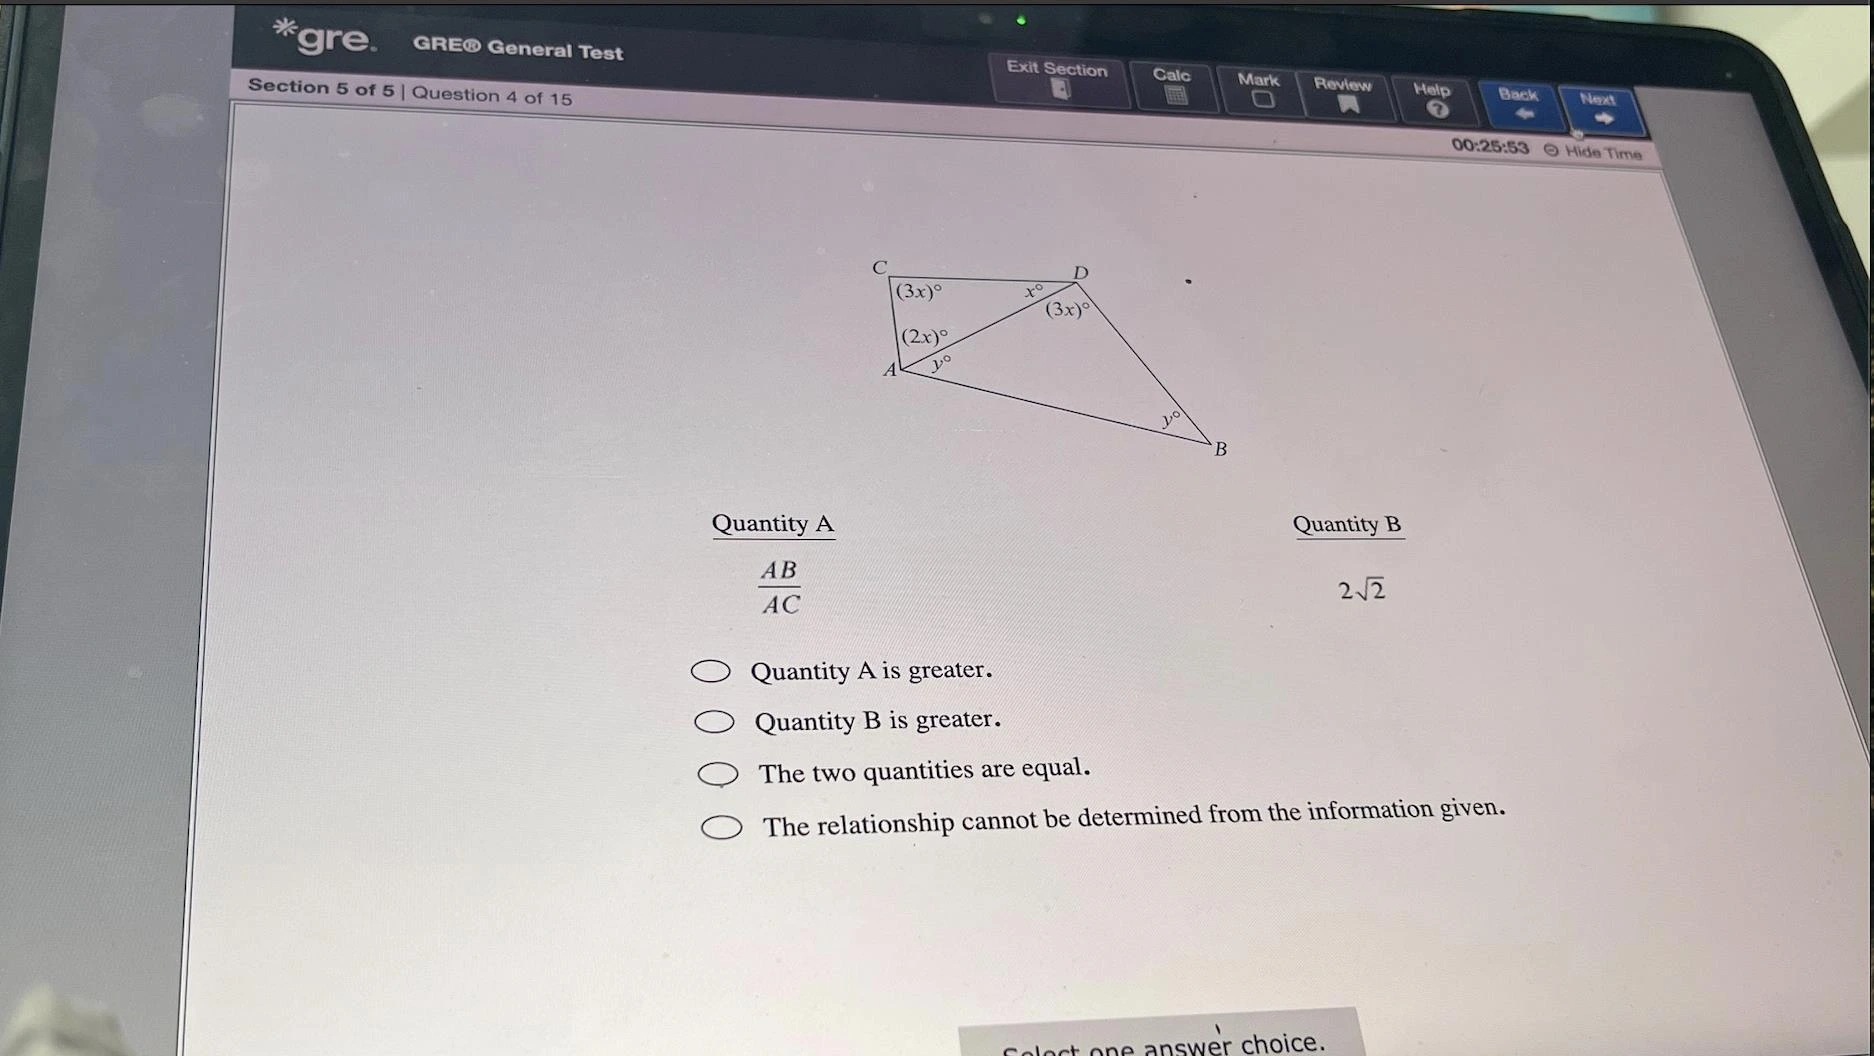 *gre. GRE® General Test
Exit Section
Calc
Mark
Review
Help
Back
Next
Section 5 of 5 | Question 4 of 15
00:25:53 Hide Time
C
D
(3x)°
x°
(3x)°
(2x)°
A
y°
y°
B
Quantity A
Quantity B
AB
AC
2√2
Quantity A is greater.
Quantity B is greater.
The two quantities are equal.
The relationship cannot be determined from the information given.
Select one answer choice.